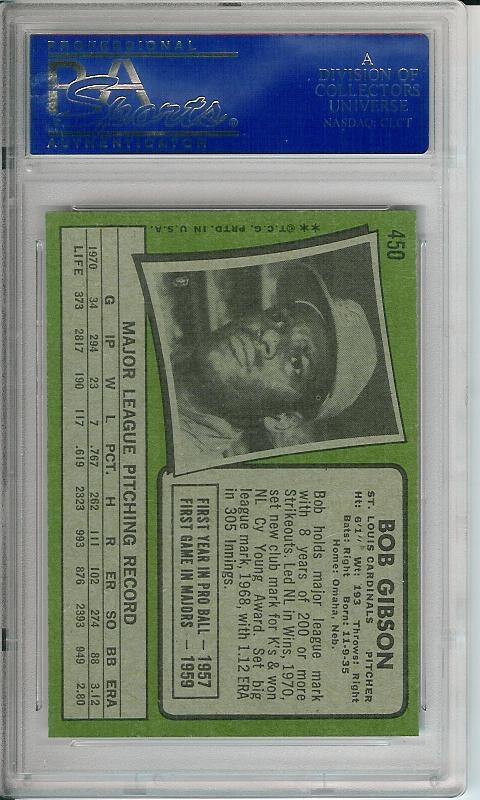 PROFESSIONAL
PSA
Sports
AUTHENTICATOR
A
DIVISION OF
COLLECTORS
UNIVERSE
NASDAQ: CLCT
450
**©T.C.G. PRTD. IN U.S.A.
BOB GIBSON
ST. LOUIS CARDINALS PITCHER
Ht: 6'1" Wt: 193 Throws: Right
Bats: Right Born: 11-9-35
Home: Omaha, Neb.
Bob holds major league mark
with 8 years of 200 or more
Strikeouts. Led NL in Wins, 1970,
set new club mark for K's & won
NL Cy Young Award. Set big
league mark, 1968, with 1.12 ERA
in 305 Innings.
FIRST YEAR IN PRO BALL — 1957
FIRST GAME IN MAJORS — 1959
MAJOR LEAGUE PITCHING RECORD
G IP W L PCT. H R ER SO BB ERA
1970 34 294 23 7 .767 262 111 102 274 88 3.12
LIFE 373 2817 190 117 .619 2323 993 876 2393 949 2.80